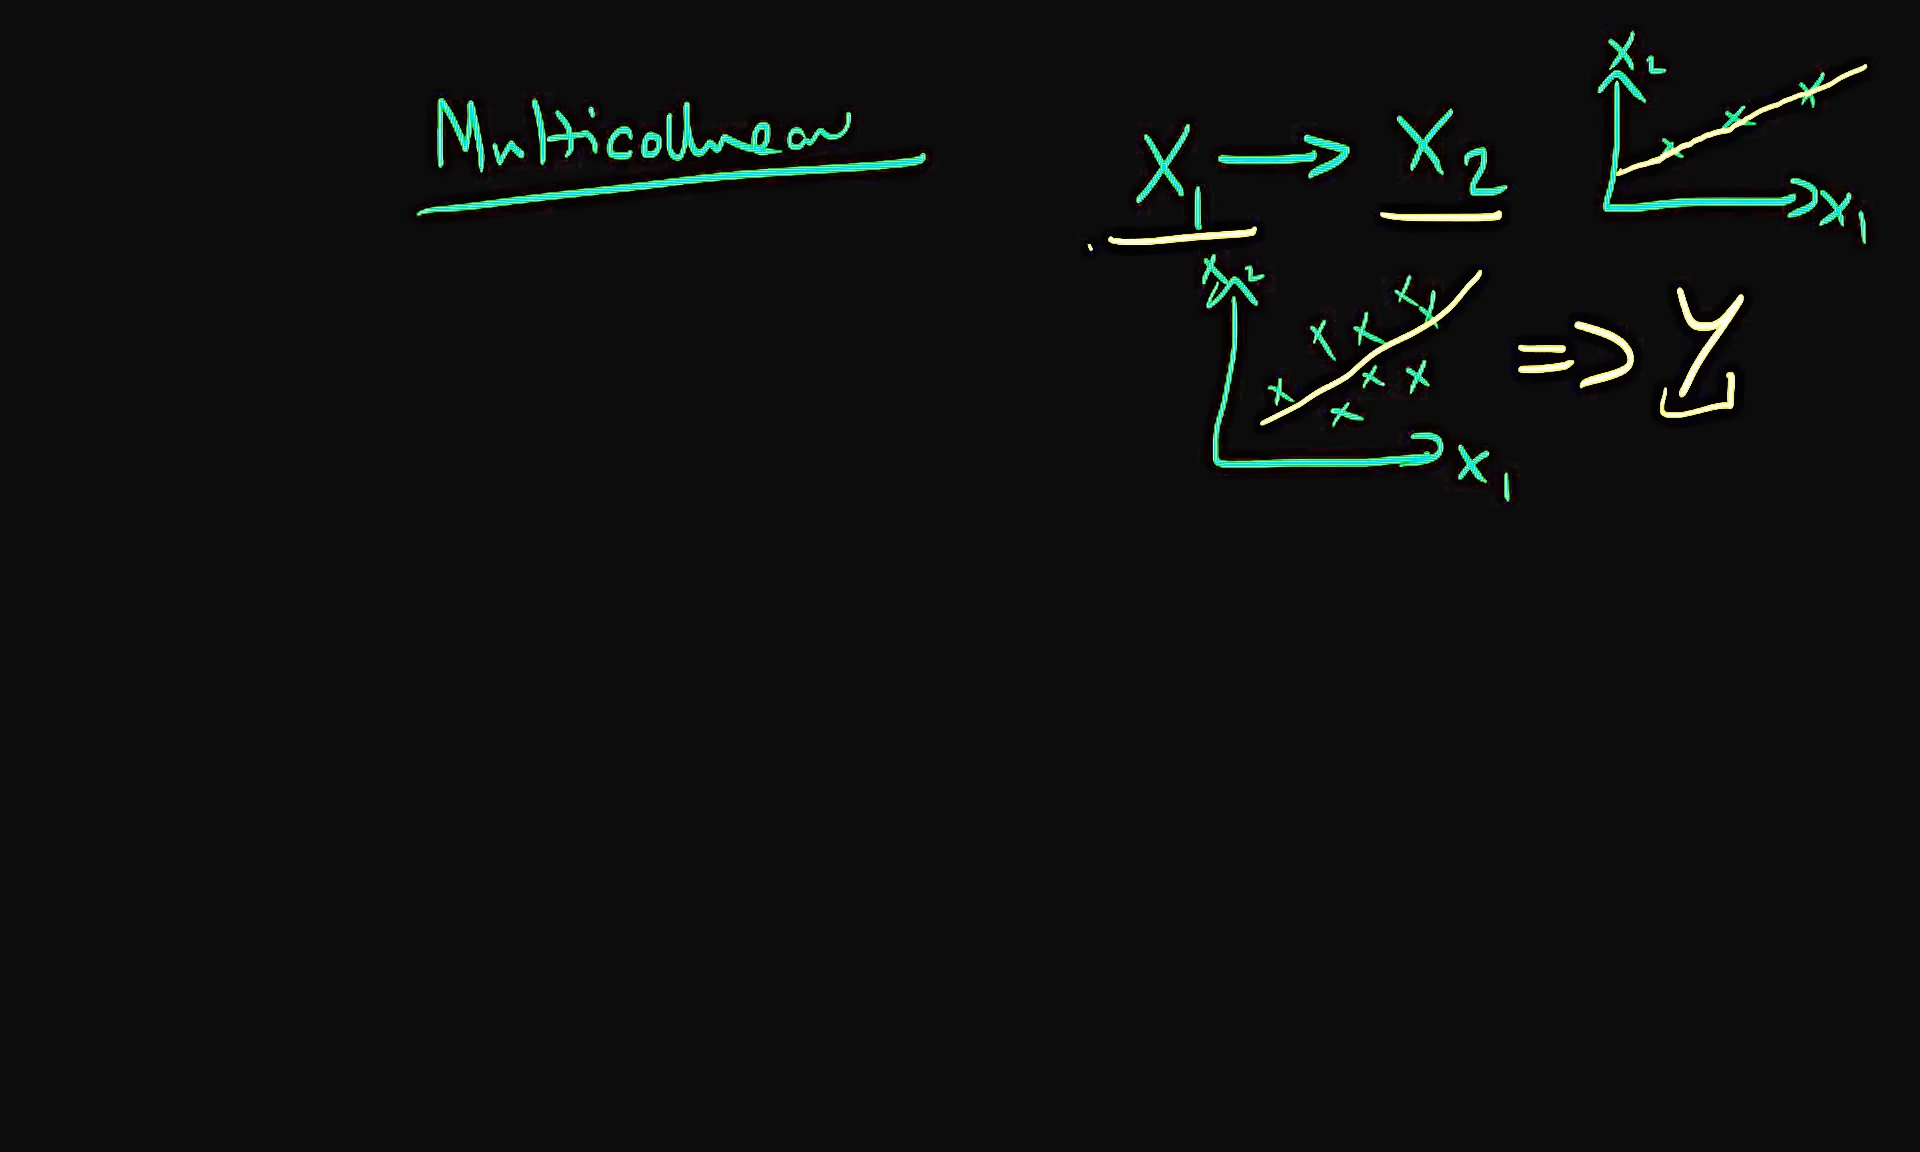 Multicollinear
X₁ → X₂
X₂
X₁
X₂
X₁
⇒ Y